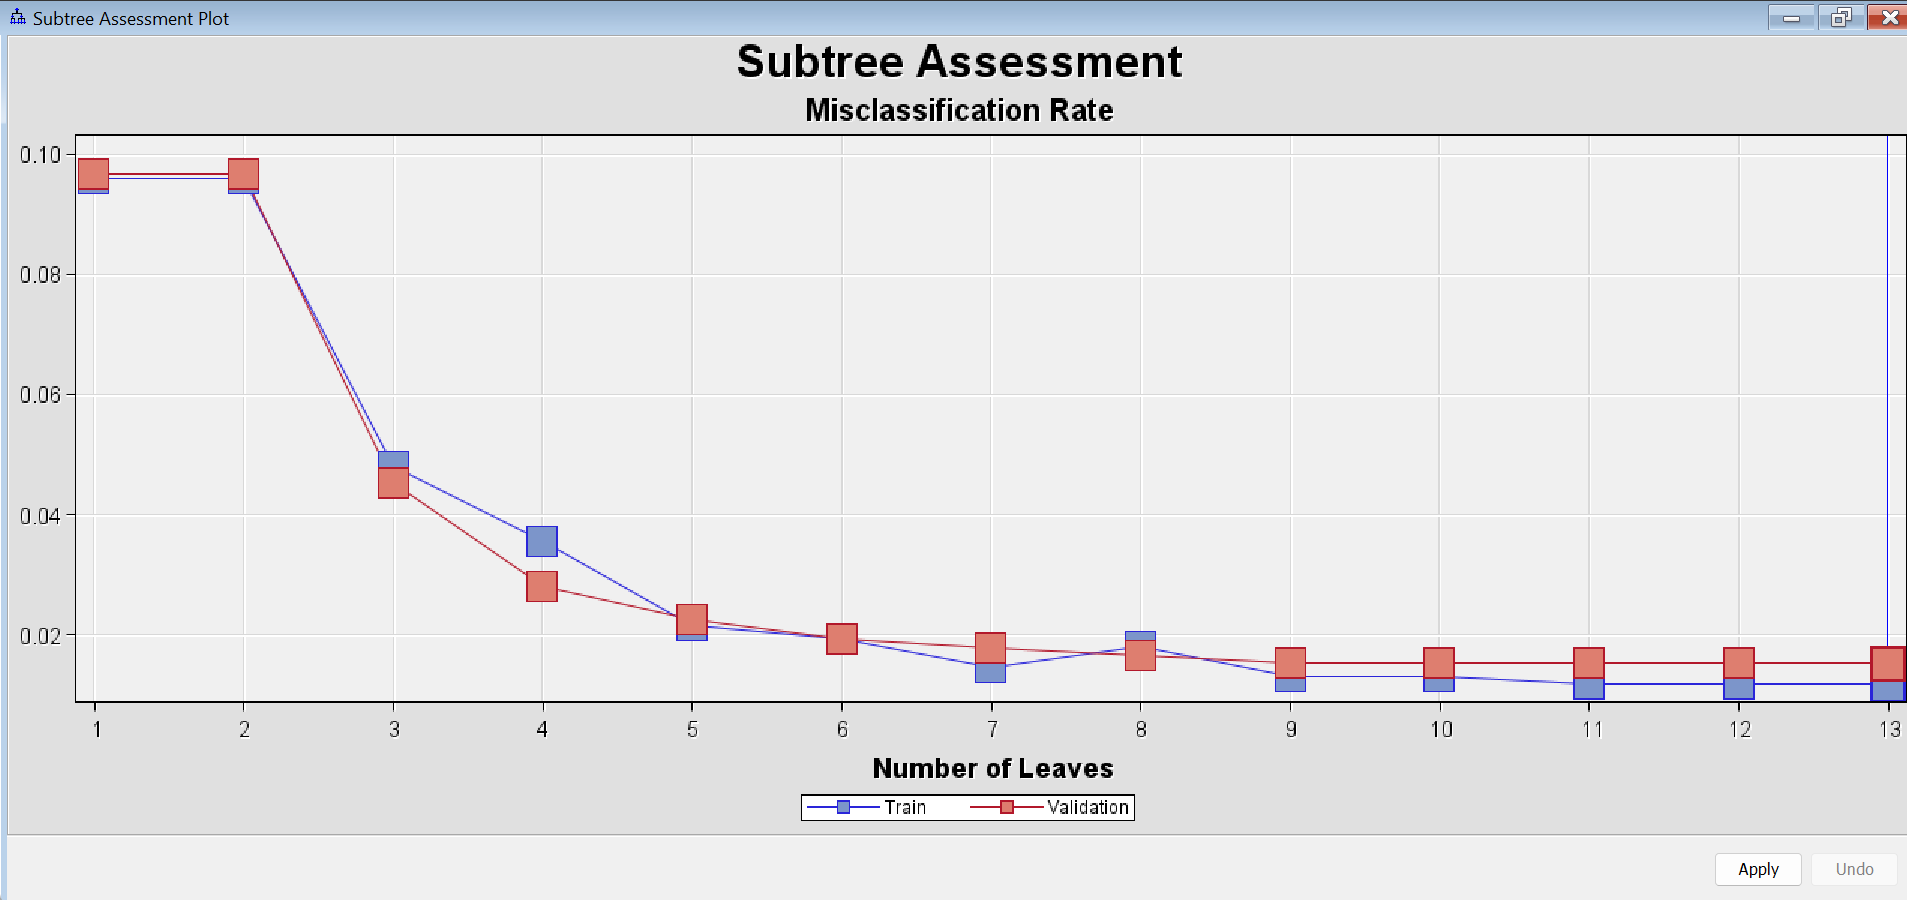 Subtree Assessment Plot
Subtree Assessment
Misclassification Rate
0.10
0.08
0.06
0.04
0.02
1 2 3 4 5 6 7 8 9 10 11 12 13
Number of Leaves
Train Validation
Apply Undo